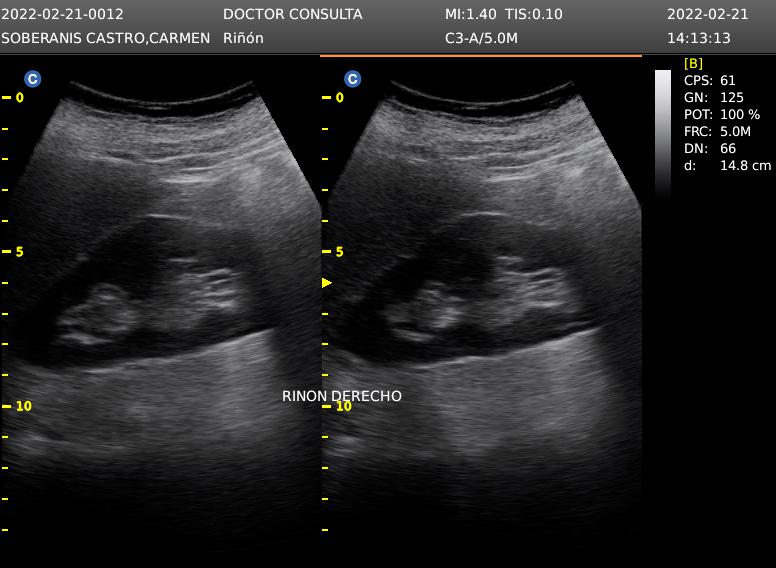 2022-02-21-0012 DOCTOR CONSULTA MI:1.40 TIS:0.10 2022-02-21
SOBERANIS CASTRO,CARMEN Riñón C3-A/5.0M 14:13:13
[B]
C C
CPS: 61
0 0
GN: 125
POT: 100 %
FRC: 5.0M
DN: 66
d: 14.8 cm
5 5
RINON DERECHO
10 10